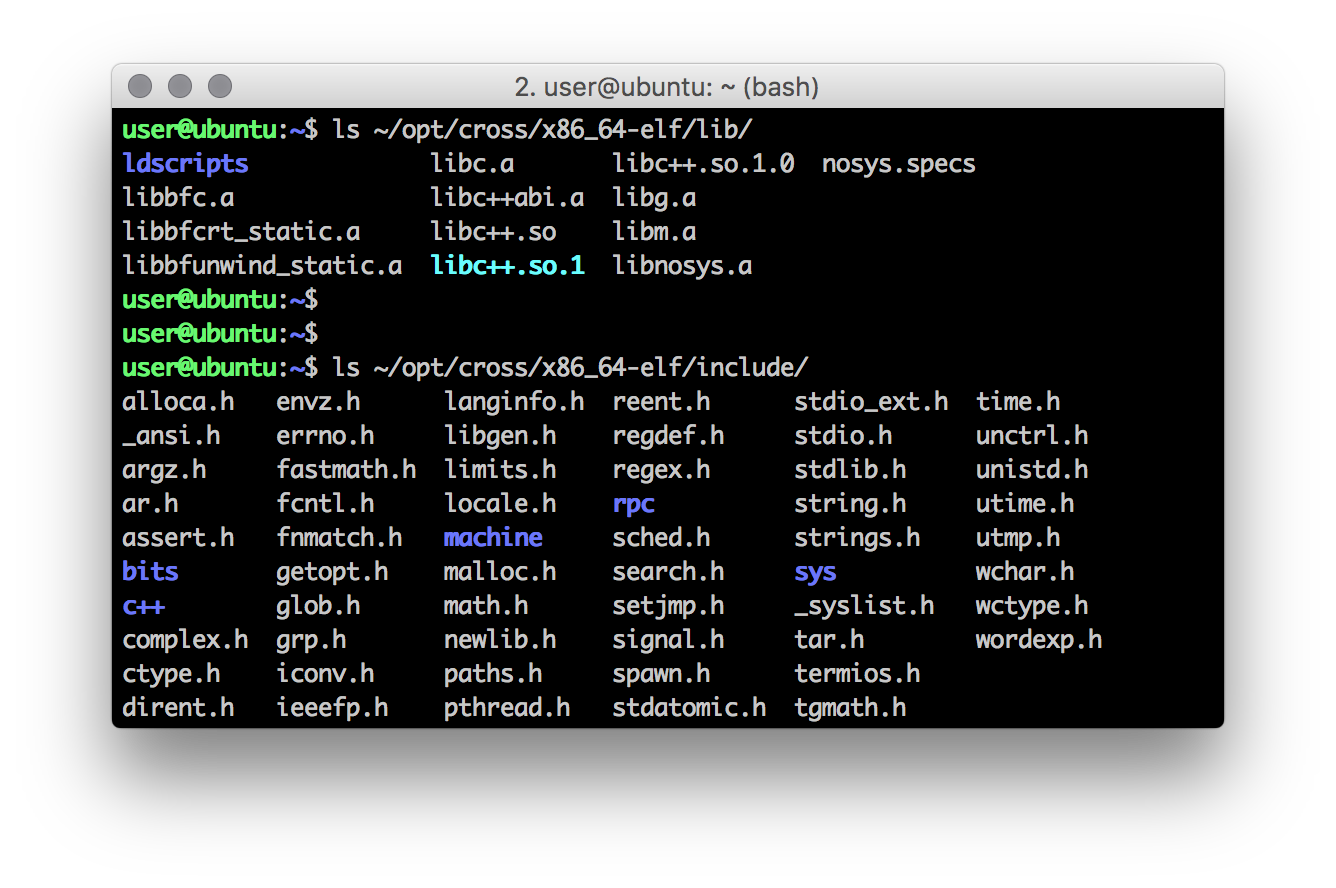 2. user@ubuntu: ~ (bash)
user@ubuntu:~$ ls ~/opt/cross/x86_64-elf/lib/
ldscripts libc.a libc++.so.1.0 nosys.specs
libbfc.a libc++abi.a libg.a
libbfcrt_static.a libc++.so libm.a
libbfunwind_static.a libc++.so.1 libnosys.a
user@ubuntu:~$
user@ubuntu:~$
user@ubuntu:~$ ls ~/opt/cross/x86_64-elf/include/
alloca.h envz.h langinfo.h reent.h stdio_ext.h time.h
_ansi.h errno.h libgen.h regdef.h stdio.h unctrl.h
argz.h fastmath.h limits.h regex.h stdlib.h unistd.h
ar.h fcntl.h locale.h rpc string.h utime.h
assert.h fnmatch.h machine sched.h strings.h utmp.h
bits getopt.h malloc.h search.h sys wchar.h
c++ glob.h math.h setjmp.h _syslist.h wctype.h
complex.h grp.h newlib.h signal.h tar.h wordexp.h
ctype.h iconv.h paths.h spawn.h termios.h
dirent.h ieeefp.h pthread.h stdatomic.h tgmath.h